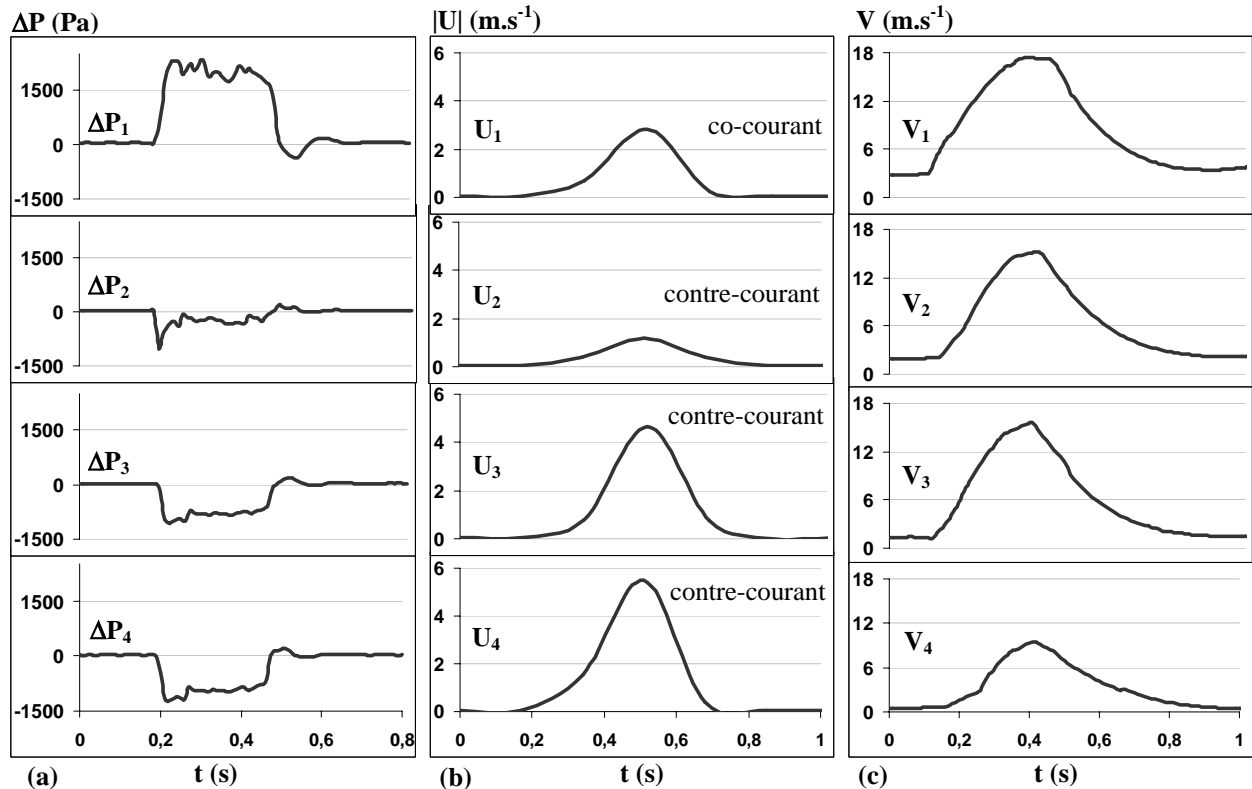 ΔP (Pa)
1500
0
-1500
ΔP₁
1500
0
-1500
ΔP₂
1500
0
-1500
ΔP₃
1500
0
-1500
ΔP₄
0 0,2 0,4 0,6 0,8
(a) t (s)
|U| (m.s⁻¹)
6
4
2
0
U₁
co-courant
6
4
2
0
U₂
contre-courant
6
4
2
0
U₃
contre-courant
6
4
2
0
U₄
contre-courant
0 0,2 0,4 0,6 0,8 1
(b) t (s)
V (m.s⁻¹)
18
12
6
0
V₁
18
12
6
0
V₂
18
12
6
0
V₃
18
12
6
0
V₄
0 0,2 0,4 0,6 0,8 1
(c) t (s)